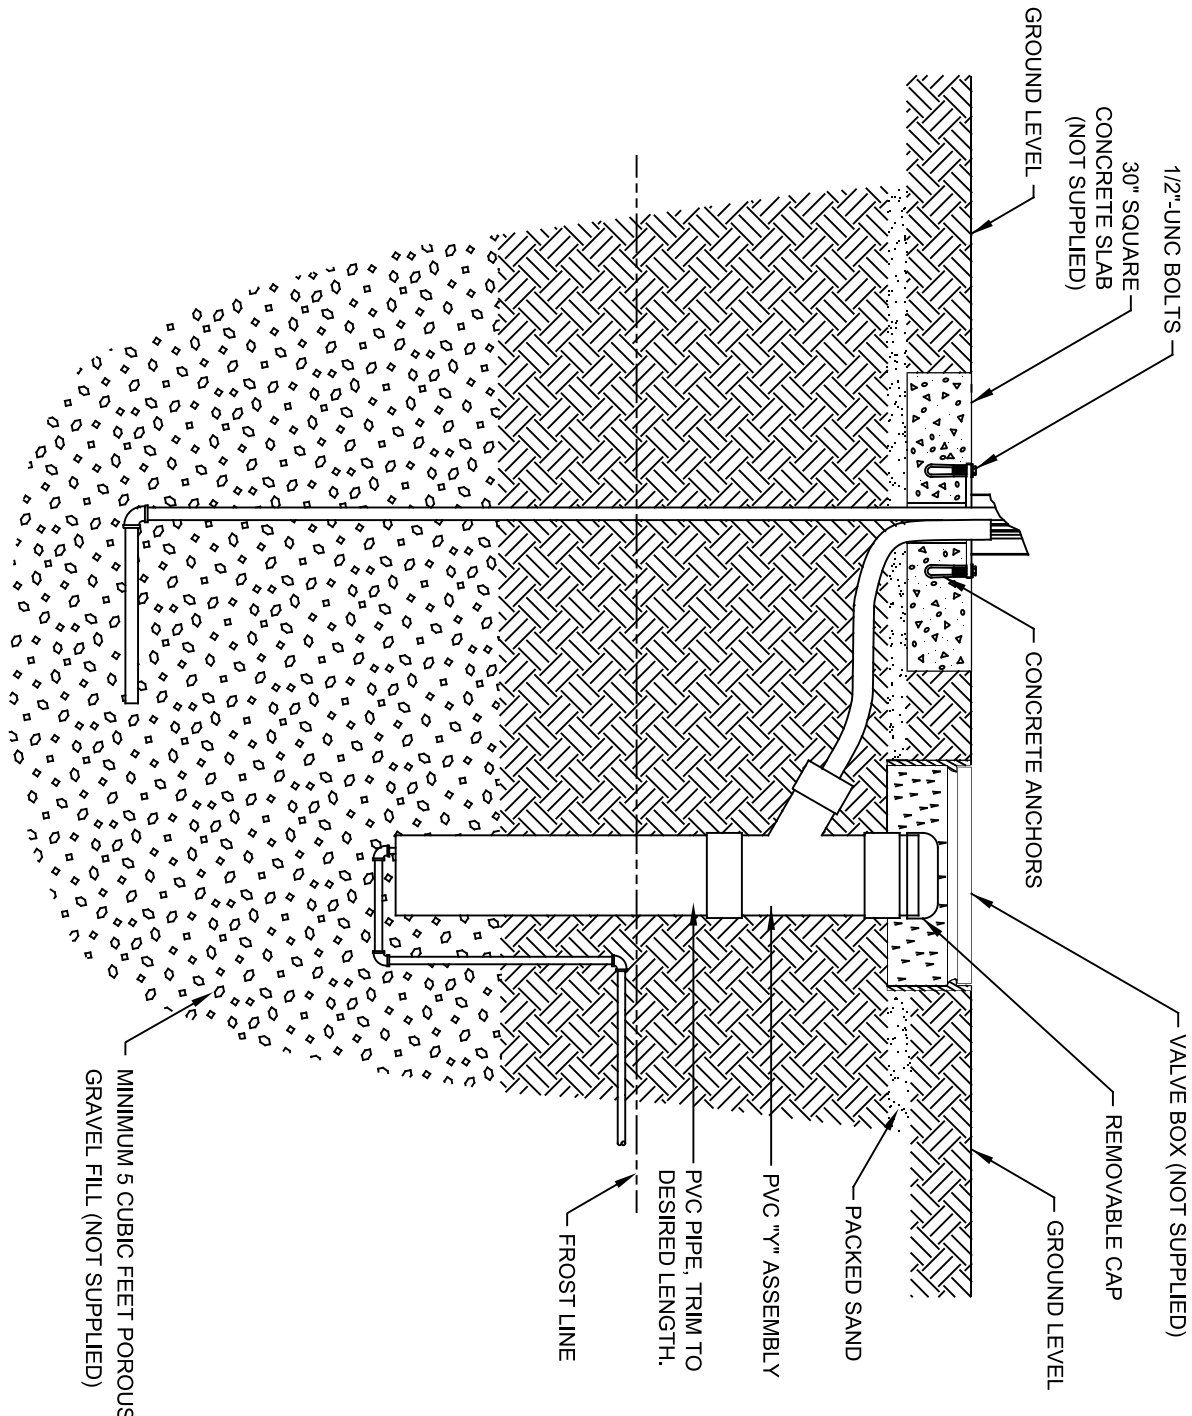 1/2"-UNC BOLTS
30" SQUARE
CONCRETE SLAB
(NOT SUPPLIED)
GROUND LEVEL
CONCRETE ANCHORS
VALVE BOX (NOT SUPPLIED)
REMOVABLE CAP
GROUND LEVEL
PACKED SAND
PVC "Y" ASSEMBLY
PVC PIPE, TRIM TO
DESIRED LENGTH.
FROST LINE
MINIMUM 5 CUBIC FEET POROUS
GRAVEL FILL (NOT SUPPLIED)